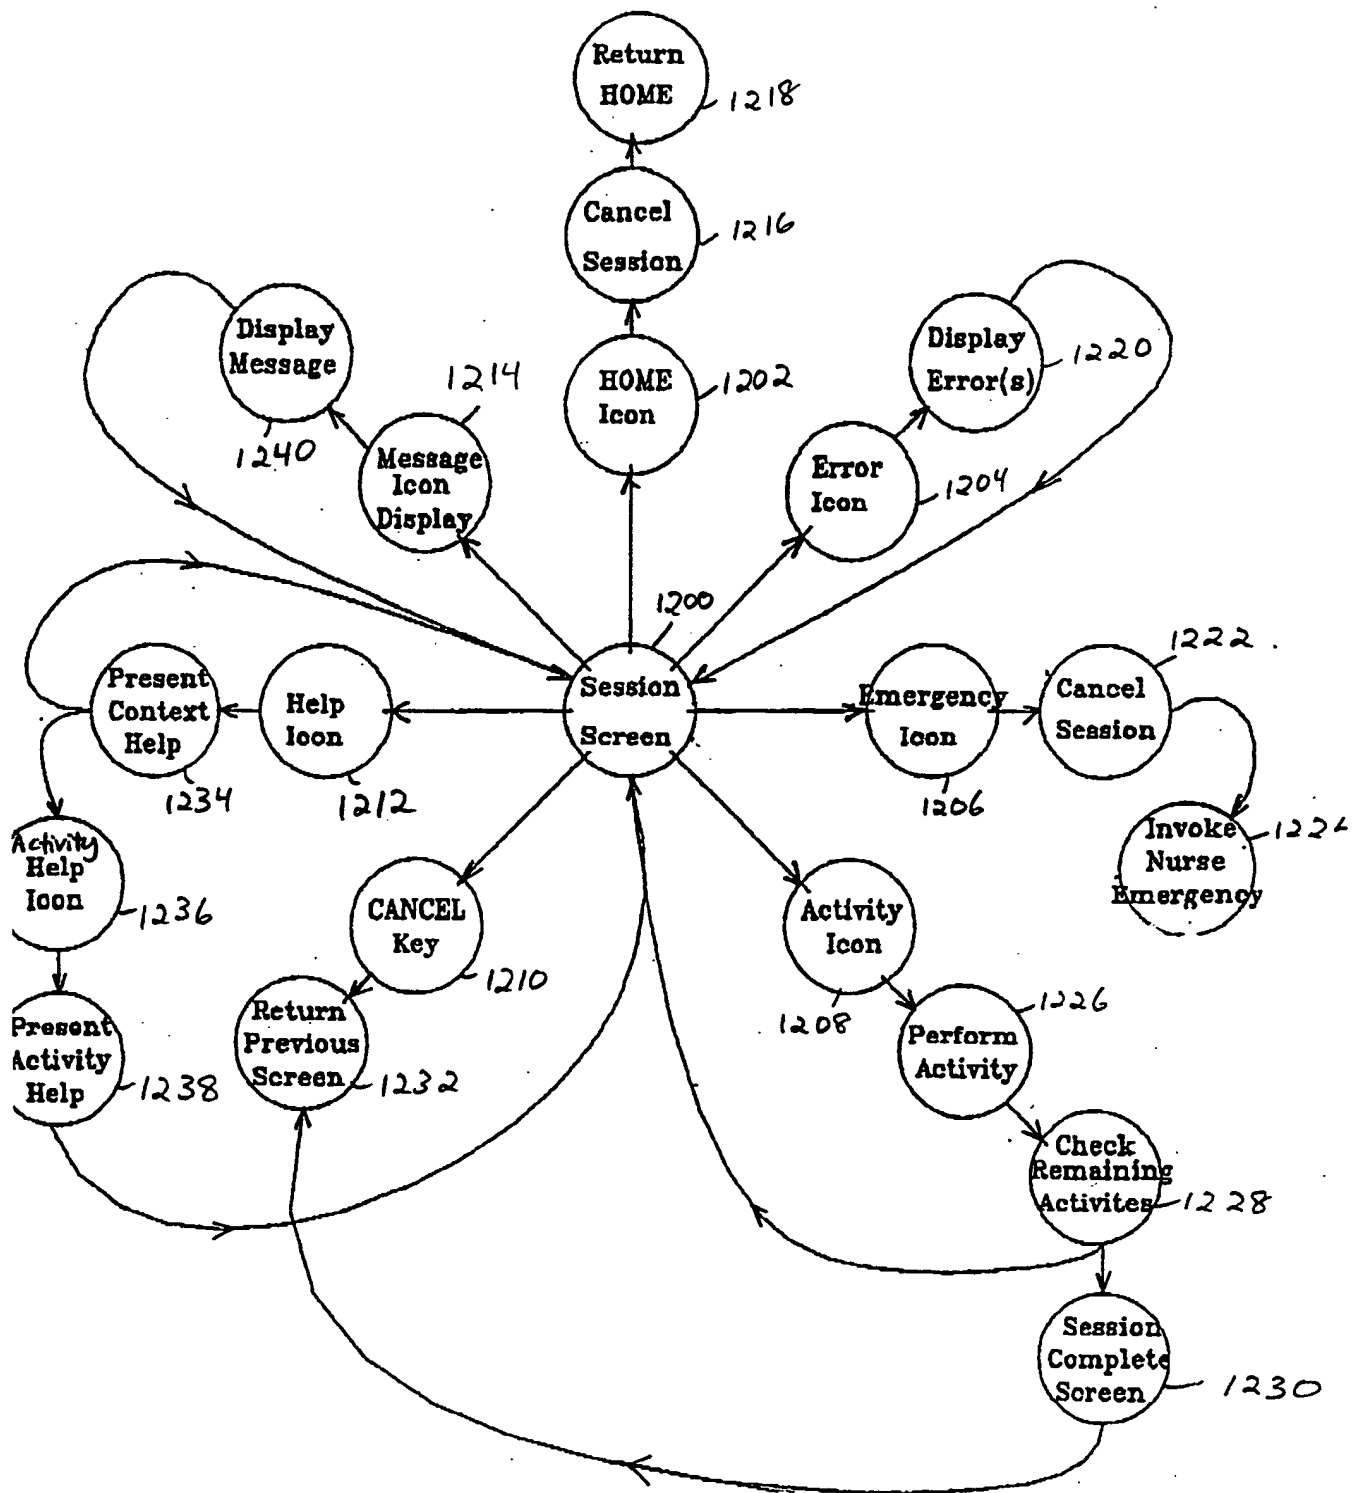 Return
HOME
1218
Cancel
Session
1216
HOME
Icon
1202
Display
Message
1240
1214
Message
Icon
Display
Display
Error(s)
1220
Error
Icon
1204
1200
Session
Screen
Present
Context
Help
1234
Help
Icon
1212
Emergency
Icon
1206
1222
Cancel
Session
Invoke
Nurse
Emergency
Activity
Help
Icon
1236
CANCEL
Key
1210
Activity
Icon
1208
Present
Activity
Help
1238
Return
Previous
Screen
1232
1226
Perform
Activity
Check
Remaining
Activites
1228
Session
Complete
Screen
1230